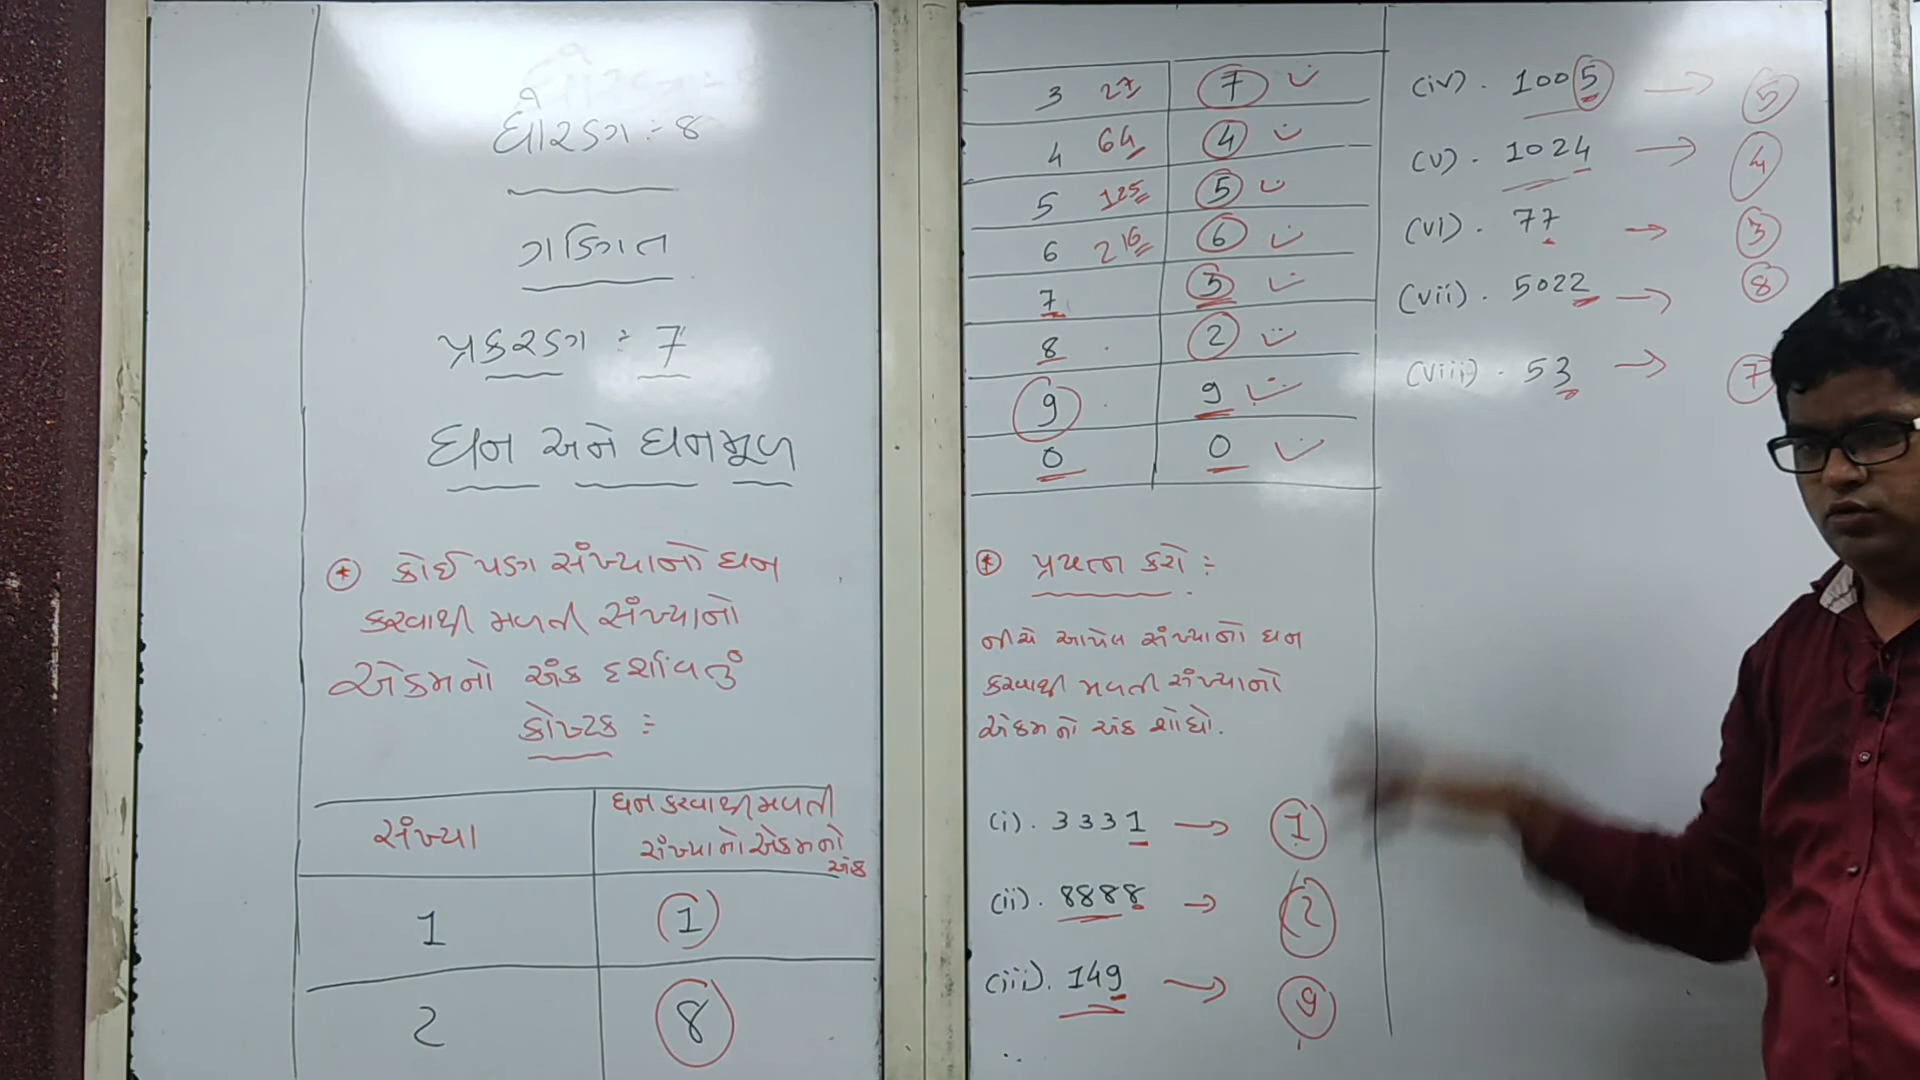 ધોરણ :- ૪
ગણિત
પ્રકરણ :- 7
ઘન અને ઘનમૂળ
* કોઈ પણ સંખ્યાનો ઘન
કરવાથી મળતી સંખ્યાનો
એકમનો અંક દર્શાવતું
કોષ્ટક :-
સંખ્યા ઘન કરવાથી મળતી સંખ્યાનો એકમનો અંક
1 1
2 8
3 27 7
4 64 4
5 125 5
6 216 6
7 3
8 2
9 9
0 0
* પ્રયત્ન કરો :-
નીચે આપેલ સંખ્યાનો ઘન
કરવાથી મળતી સંખ્યાનો
એકમ નો અંક શોધો.
(i). 3331 → 1
(ii). 8888 → 2
(iii). 149 → 9
(iv). 1005 → 5
(v). 1024 → 4
(vi). 77 → 3
(vii). 5022 → 8
(viii). 53 → 7